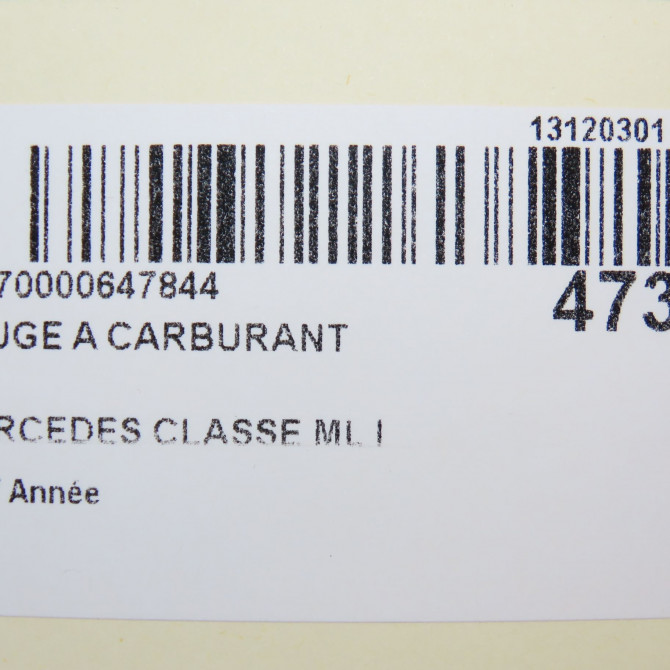 13120301
70000647844
473
UGE A CARBURANT
RCEDES CLASSE ML I
Année